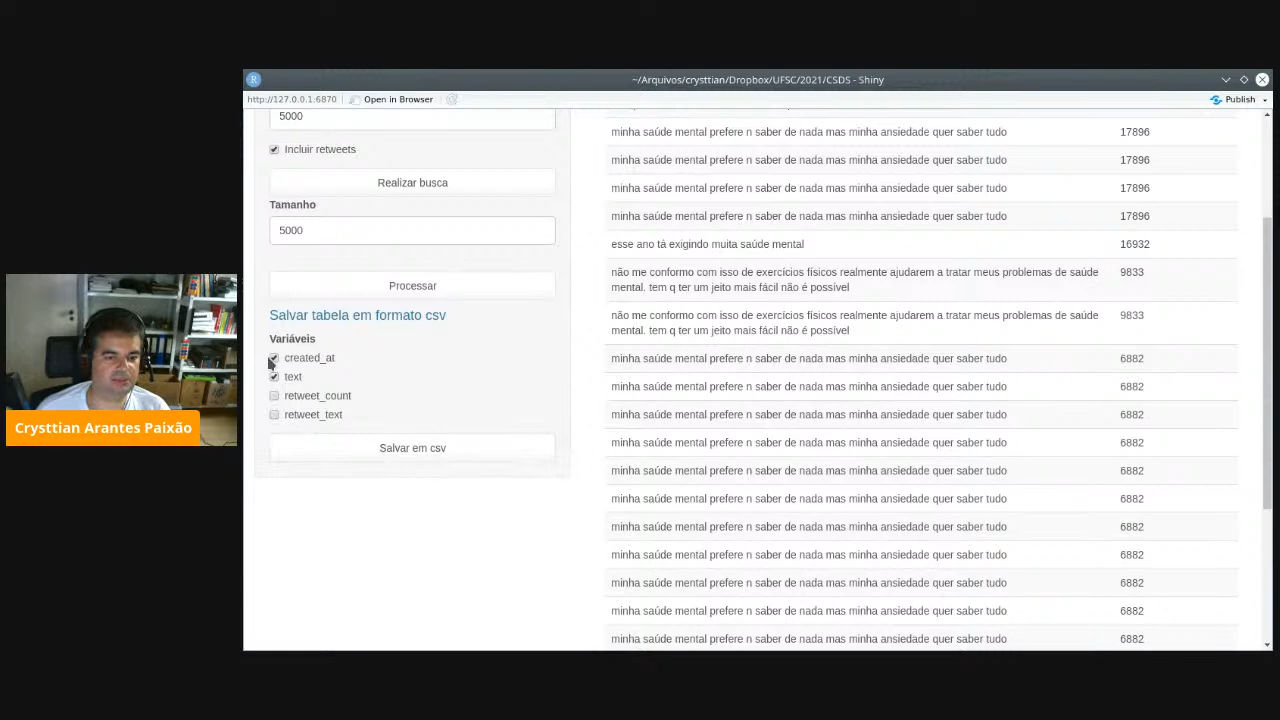 ~/Arquivos/crysttian/Dropbox/UFSC/2021/CSDS - Shiny
http://127.0.0.1:6870
Open in Browser
Publish
5000
Incluir retweets
Realizar busca
Tamanho
5000
Processar
Salvar tabela em formato csv
Variáveis
created_at
text
retweet_count
retweet_text
Salvar em csv
minha saúde mental prefere n saber de nada mas minha ansiedade quer saber tudo 17896
minha saúde mental prefere n saber de nada mas minha ansiedade quer saber tudo 17896
minha saúde mental prefere n saber de nada mas minha ansiedade quer saber tudo 17896
minha saúde mental prefere n saber de nada mas minha ansiedade quer saber tudo 17896
esse ano tá exigindo muita saúde mental 16932
não me conformo com isso de exercícios físicos realmente ajudarem a tratar meus problemas de saúde 9833
mental. tem q ter um jeito mais fácil não é possível
não me conformo com isso de exercícios físicos realmente ajudarem a tratar meus problemas de saúde 9833
mental. tem q ter um jeito mais fácil não é possível
minha saúde mental prefere n saber de nada mas minha ansiedade quer saber tudo 6882
minha saúde mental prefere n saber de nada mas minha ansiedade quer saber tudo 6882
minha saúde mental prefere n saber de nada mas minha ansiedade quer saber tudo 6882
minha saúde mental prefere n saber de nada mas minha ansiedade quer saber tudo 6882
minha saúde mental prefere n saber de nada mas minha ansiedade quer saber tudo 6882
minha saúde mental prefere n saber de nada mas minha ansiedade quer saber tudo 6882
minha saúde mental prefere n saber de nada mas minha ansiedade quer saber tudo 6882
minha saúde mental prefere n saber de nada mas minha ansiedade quer saber tudo 6882
minha saúde mental prefere n saber de nada mas minha ansiedade quer saber tudo 6882
minha saúde mental prefere n saber de nada mas minha ansiedade quer saber tudo 6882
minha saúde mental prefere n saber de nada mas minha ansiedade quer saber tudo 6882
Crysttian Arantes Paixão